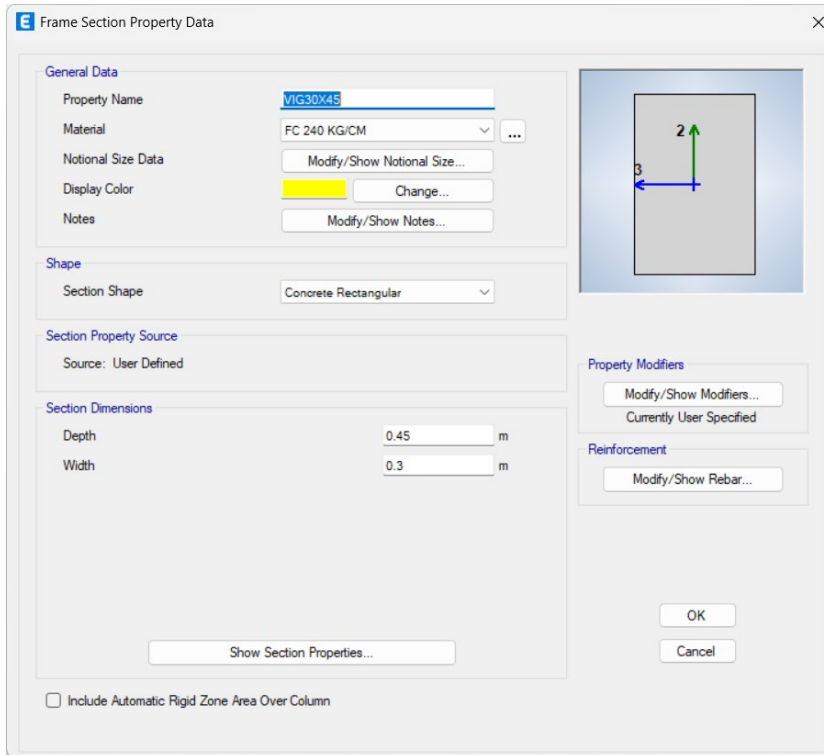 E Frame Section Property Data
General Data
Property Name VIG30X45
Material FC 240 KG/CM ...
Notional Size Data Modify/Show Notional Size...
Display Color Change...
Notes Modify/Show Notes...
2
3
Shape
Section Shape Concrete Rectangular
Section Property Source
Source: User Defined
Property Modifiers
Modify/Show Modifiers...
Currently User Specified
Section Dimensions
Depth 0.45 m
Width 0.3 m
Reinforcement
Modify/Show Rebar...
OK
Show Section Properties...
Cancel
Include Automatic Rigid Zone Area Over Column